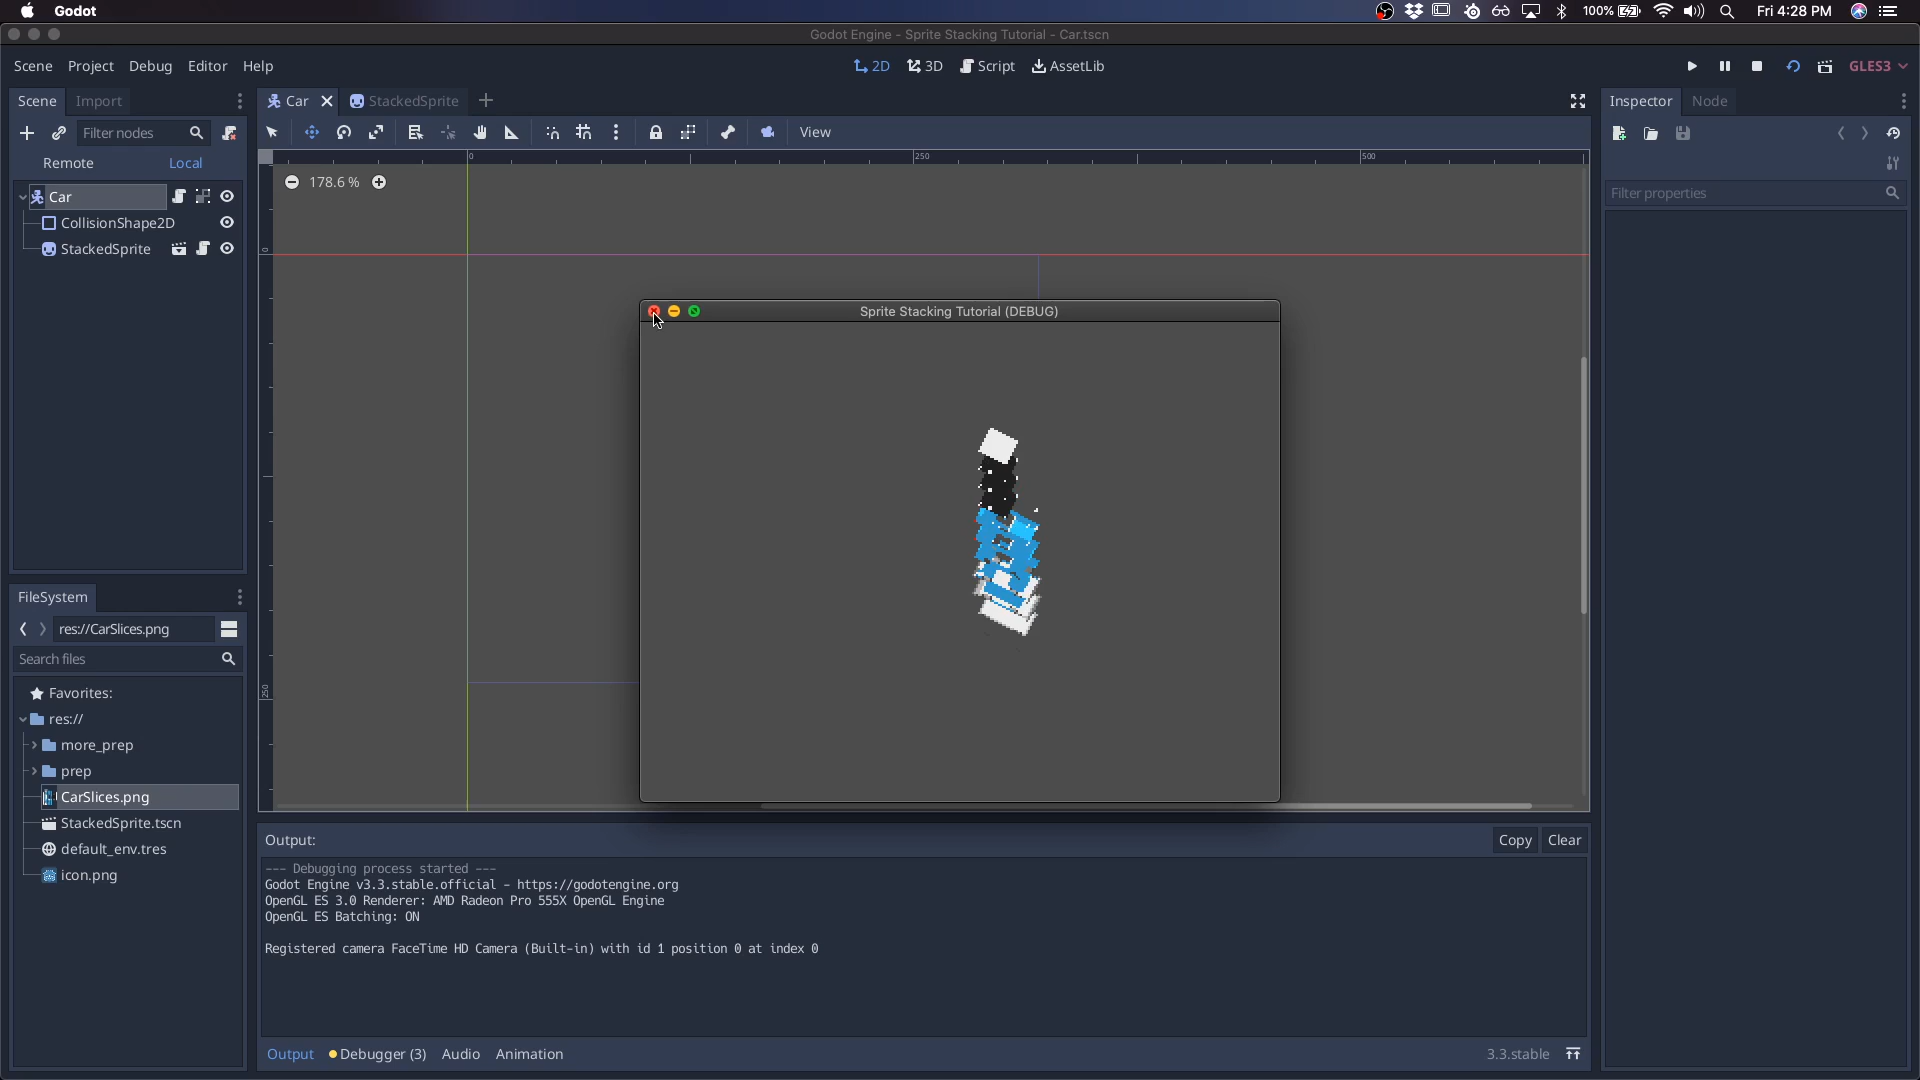 Godot
100%
Fri 4:28 PM
Godot Engine - Sprite Stacking Tutorial - Car.tscn
Scene Project Debug Editor Help
2D 3D Script AssetLib
GLES3
Scene Import
Car StackedSprite
Inspector Node
Filter nodes
View
Remote Local
0 250 500
178.6 %
Filter properties
Car
CollisionShape2D
StackedSprite
0
250
Sprite Stacking Tutorial (DEBUG)
FileSystem
res://CarSlices.png
Search files
Favorites:
res://
more_prep
prep
CarSlices.png
StackedSprite.tscn
default_env.tres
icon.png
Output:
Copy Clear
--- Debugging process started ---
Godot Engine v3.3.stable.official - https://godotengine.org
OpenGL ES 3.0 Renderer: AMD Radeon Pro 555X OpenGL Engine
OpenGL ES Batching: ON
Registered camera FaceTime HD Camera (Built-in) with id 1 position 0 at index 0
Output Debugger (3) Audio Animation
3.3.stable